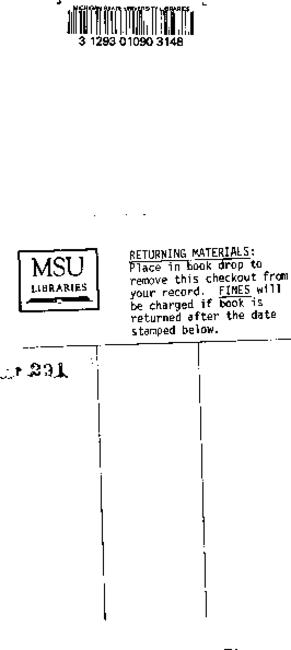 MICHIGAN STATE UNIVERSITY LIBRARIES
3 1293 01090 3148
MSU
LIBRARIES
RETURNING MATERIALS:
Place in book drop to
remove this checkout from
your record. FINES will
be charged if book is
returned after the date
stamped below.
291